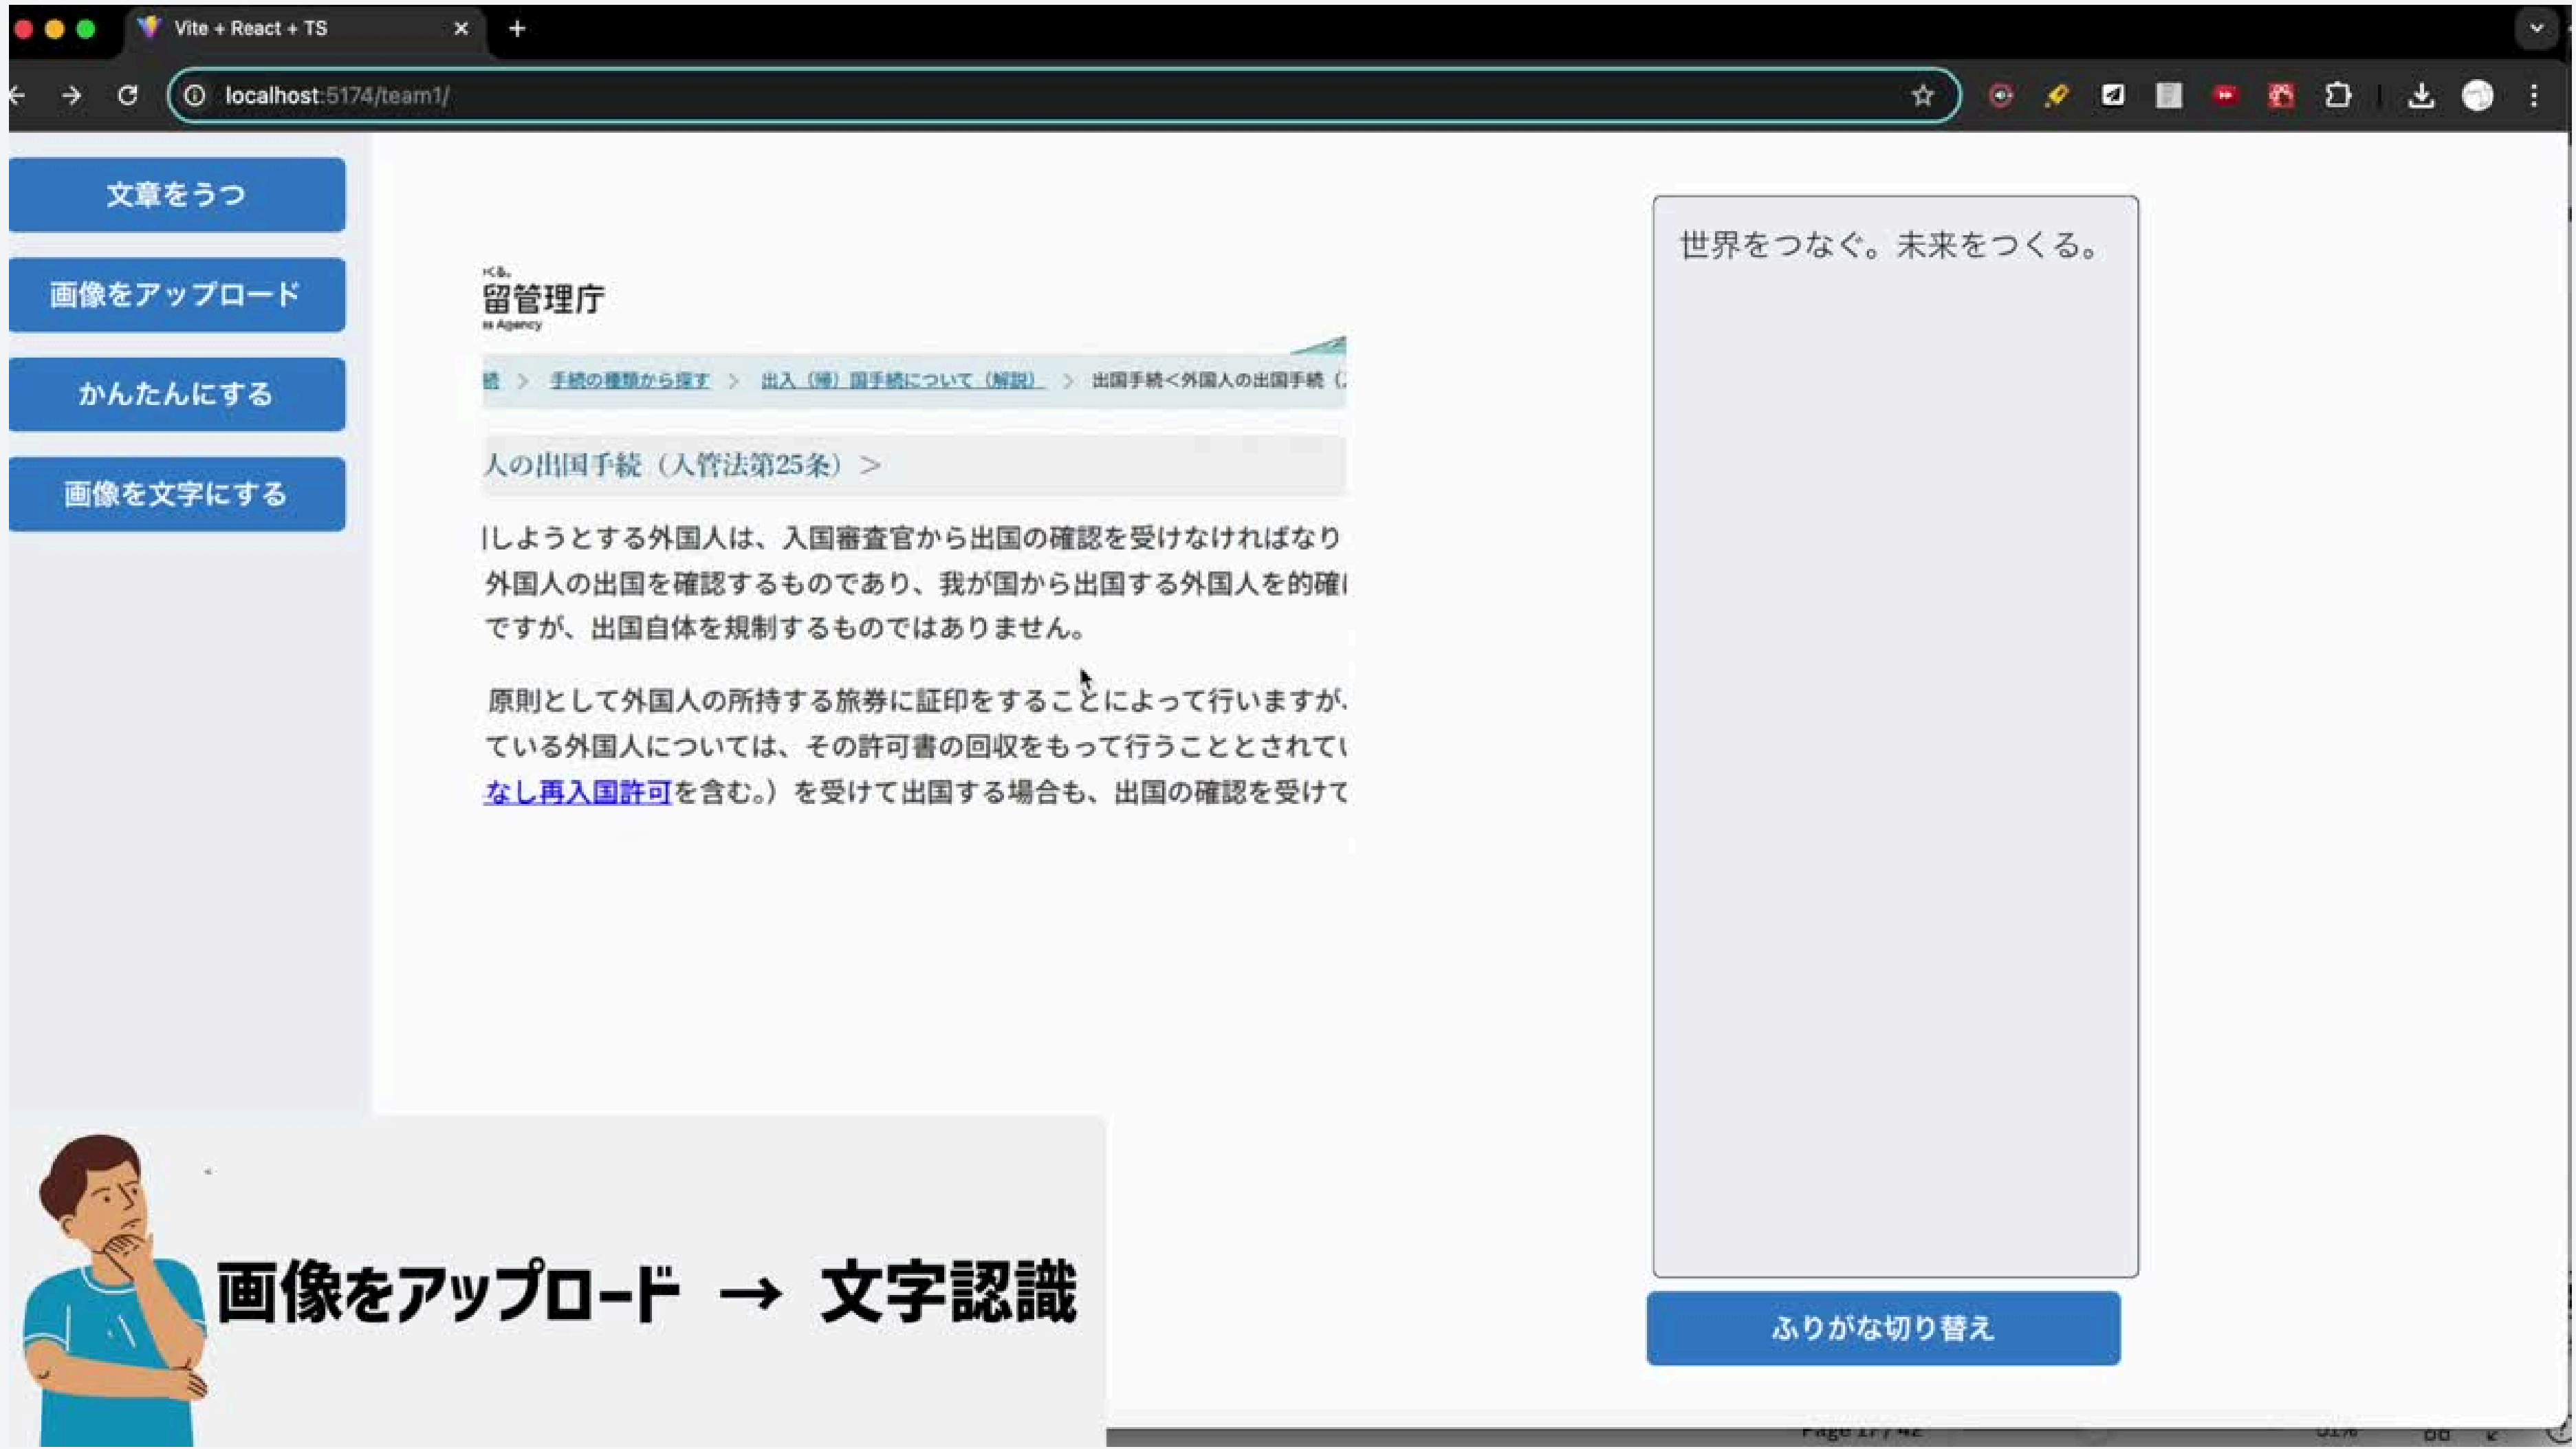 Vite + React + TS
localhost:5174/team1/
文章をうつ
画像をアップロード
かんたんにする
画像を文字にする
くる。
留管理庁
es Agency
続 > 手続の種類から探す > 出入（帰）国手続について（解説） > 出国手続<外国人の出国手続（
人の出国手続（入管法第25条）>
しようとする外国人は、入国審査官から出国の確認を受けなければなり
外国人の出国を確認するものであり、我が国から出国する外国人を的確
ですが、出国自体を規制するものではありません。
原則として外国人の所持する旅券に証印をすることによって行いますが、
ている外国人については、その許可書の回収をもって行うこととされてい
なし再入国許可を含む。）を受けて出国する場合も、出国の確認を受けて
世界をつなぐ。未来をつくる。
ふりがな切り替え
画像をアップロード → 文字認識